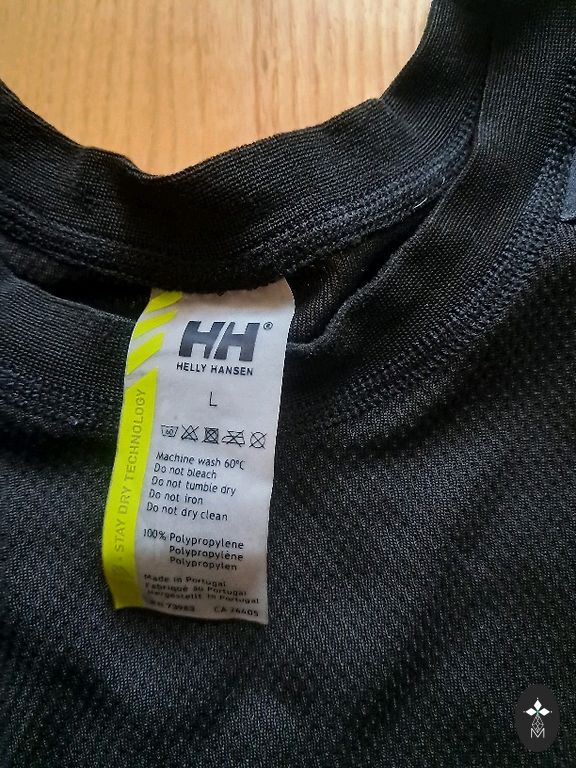 HH®
HELLY HANSEN
L
60
Machine wash 60°C
Do not bleach
Do not tumble dry
Do not iron
Do not dry clean
100% Polypropylene
Polypropylène
Polypropylen
Made in Portugal
Fabriqué au Portugal
Hergestellt in Portugal
CA 26405
STAY DRY TECHNOLOGY
M